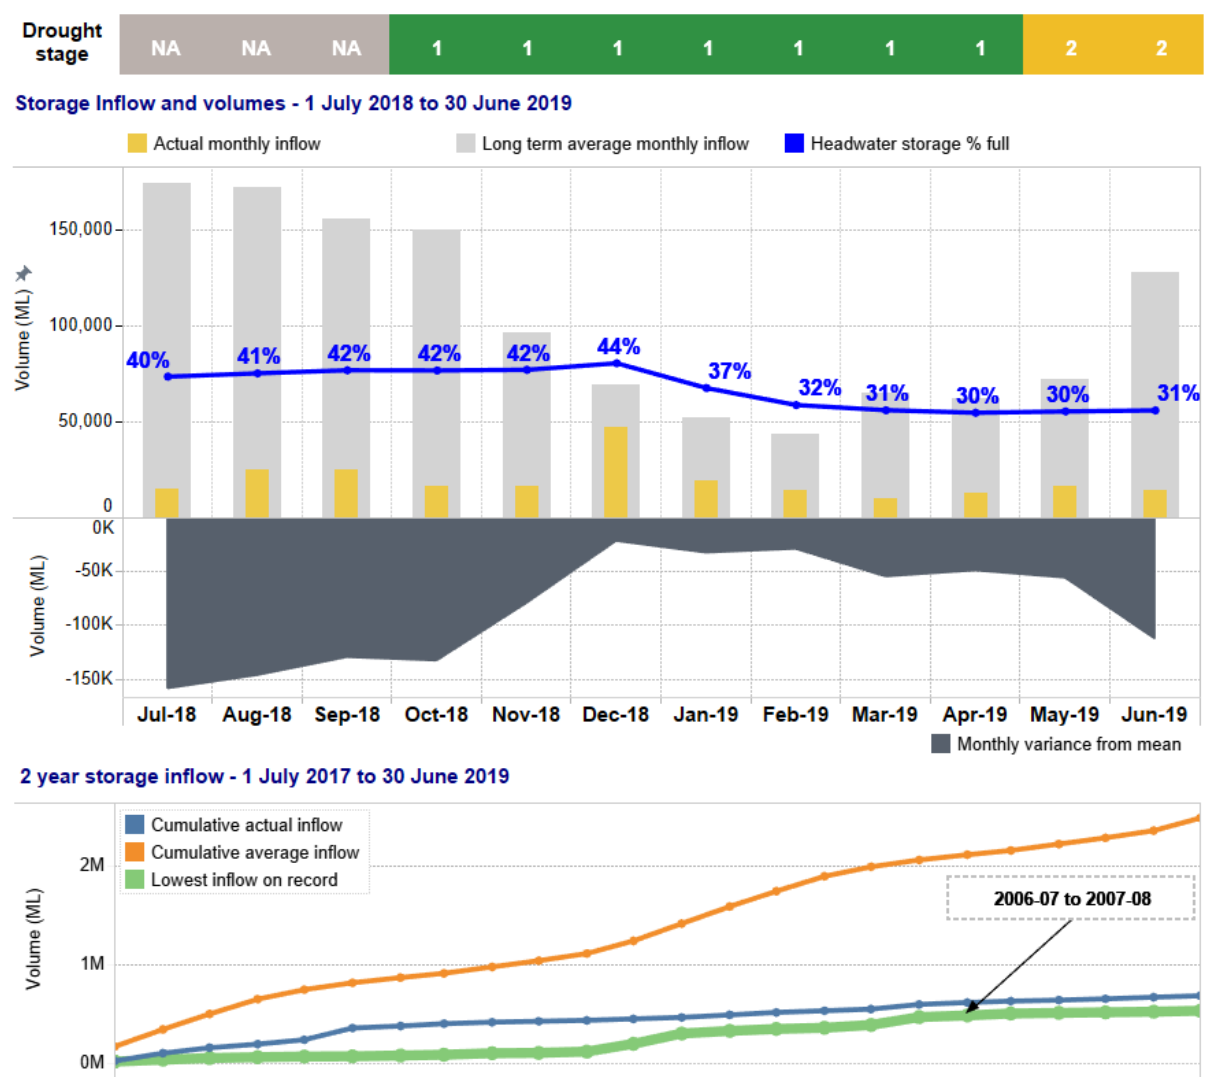 Drought
stage
NA NA NA 1 1 1 1 1 1 1 2 2
Storage Inflow and volumes - 1 July 2018 to 30 June 2019
Actual monthly inflow Long term average monthly inflow Headwater storage % full
Volume (ML)
150,000
100,000
50,000
0
40% 41% 42% 42% 42% 44% 37% 32% 31% 30% 30% 31%
Volume (ML)
0K
-50K
-100K
-150K
Jul-18 Aug-18 Sep-18 Oct-18 Nov-18 Dec-18 Jan-19 Feb-19 Mar-19 Apr-19 May-19 Jun-19
Monthly variance from mean
2 year storage inflow - 1 July 2017 to 30 June 2019
Cumulative actual inflow
Cumulative average inflow
Lowest inflow on record
2006-07 to 2007-08
Volume (ML)
2M
1M
0M